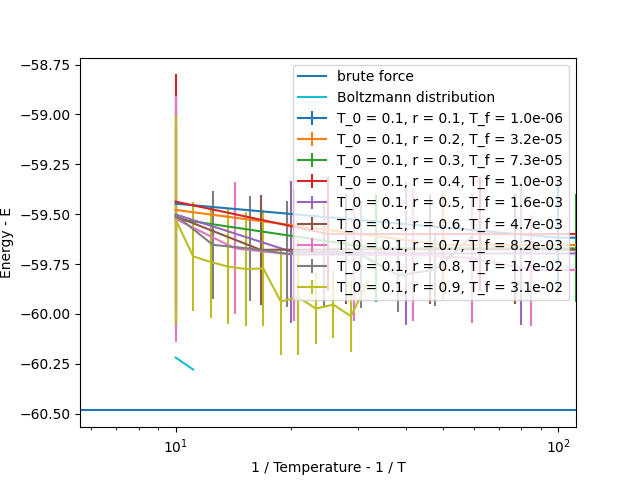 −58.75
−59.00
−59.25
−59.50
−59.75
−60.00
−60.25
−60.50
Energy - E
brute force
Boltzmann distribution
T_0 = 0.1, r = 0.1, T_f = 1.0e-06
T_0 = 0.1, r = 0.2, T_f = 3.2e-05
T_0 = 0.1, r = 0.3, T_f = 7.3e-05
T_0 = 0.1, r = 0.4, T_f = 1.0e-03
T_0 = 0.1, r = 0.5, T_f = 1.6e-03
T_0 = 0.1, r = 0.6, T_f = 4.7e-03
T_0 = 0.1, r = 0.7, T_f = 8.2e-03
T_0 = 0.1, r = 0.8, T_f = 1.7e-02
T_0 = 0.1, r = 0.9, T_f = 3.1e-02
10¹ 10²
1 / Temperature - 1 / T